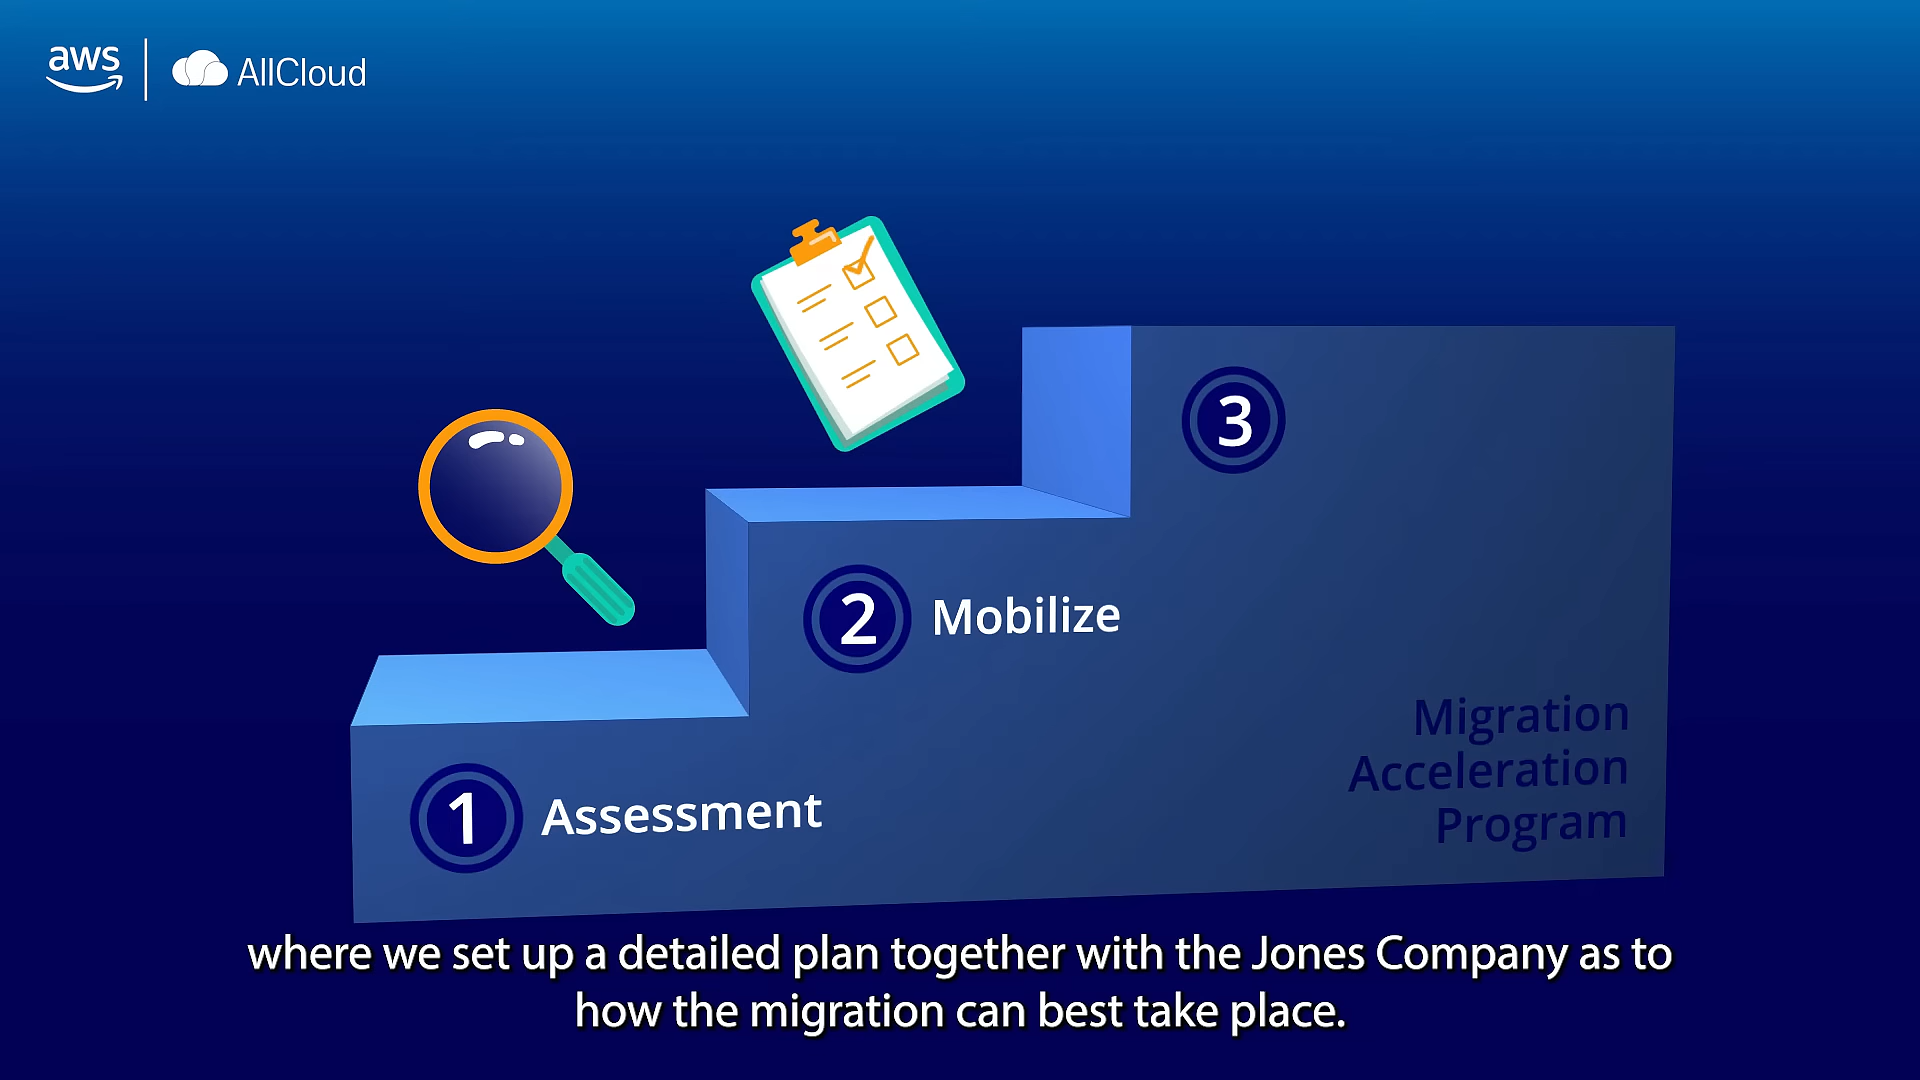 aws
AllCloud
3
2
Mobilize
1
Assessment
Migration
Acceleration
Program
where we set up a detailed plan together with the Jones Company as to
how the migration can best take place.